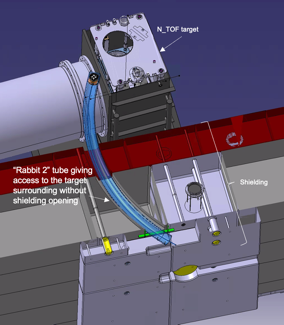 N_TOF target
“Rabbit 2” tube giving
access to the target
surrounding without
shielding opening
Shielding